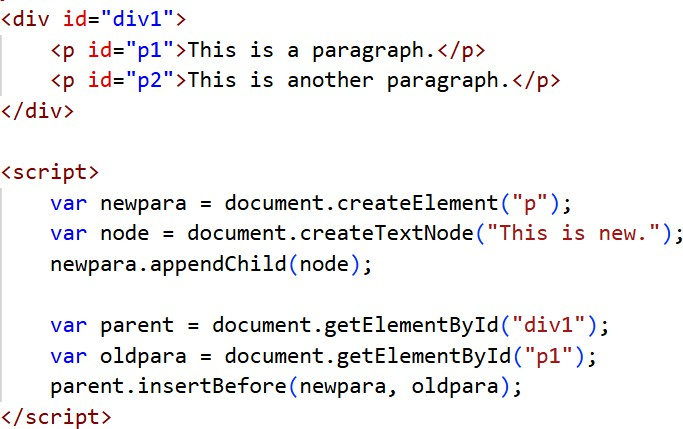 <div id="div1">
    <p id="p1">This is a paragraph.</p>
    <p id="p2">This is another paragraph.</p>
</div>

<script>
    var newpara = document.createElement("p");
    var node = document.createTextNode("This is new.");
    newpara.appendChild(node);

    var parent = document.getElementById("div1");
    var oldpara = document.getElementById("p1");
    parent.insertBefore(newpara, oldpara);
</script>